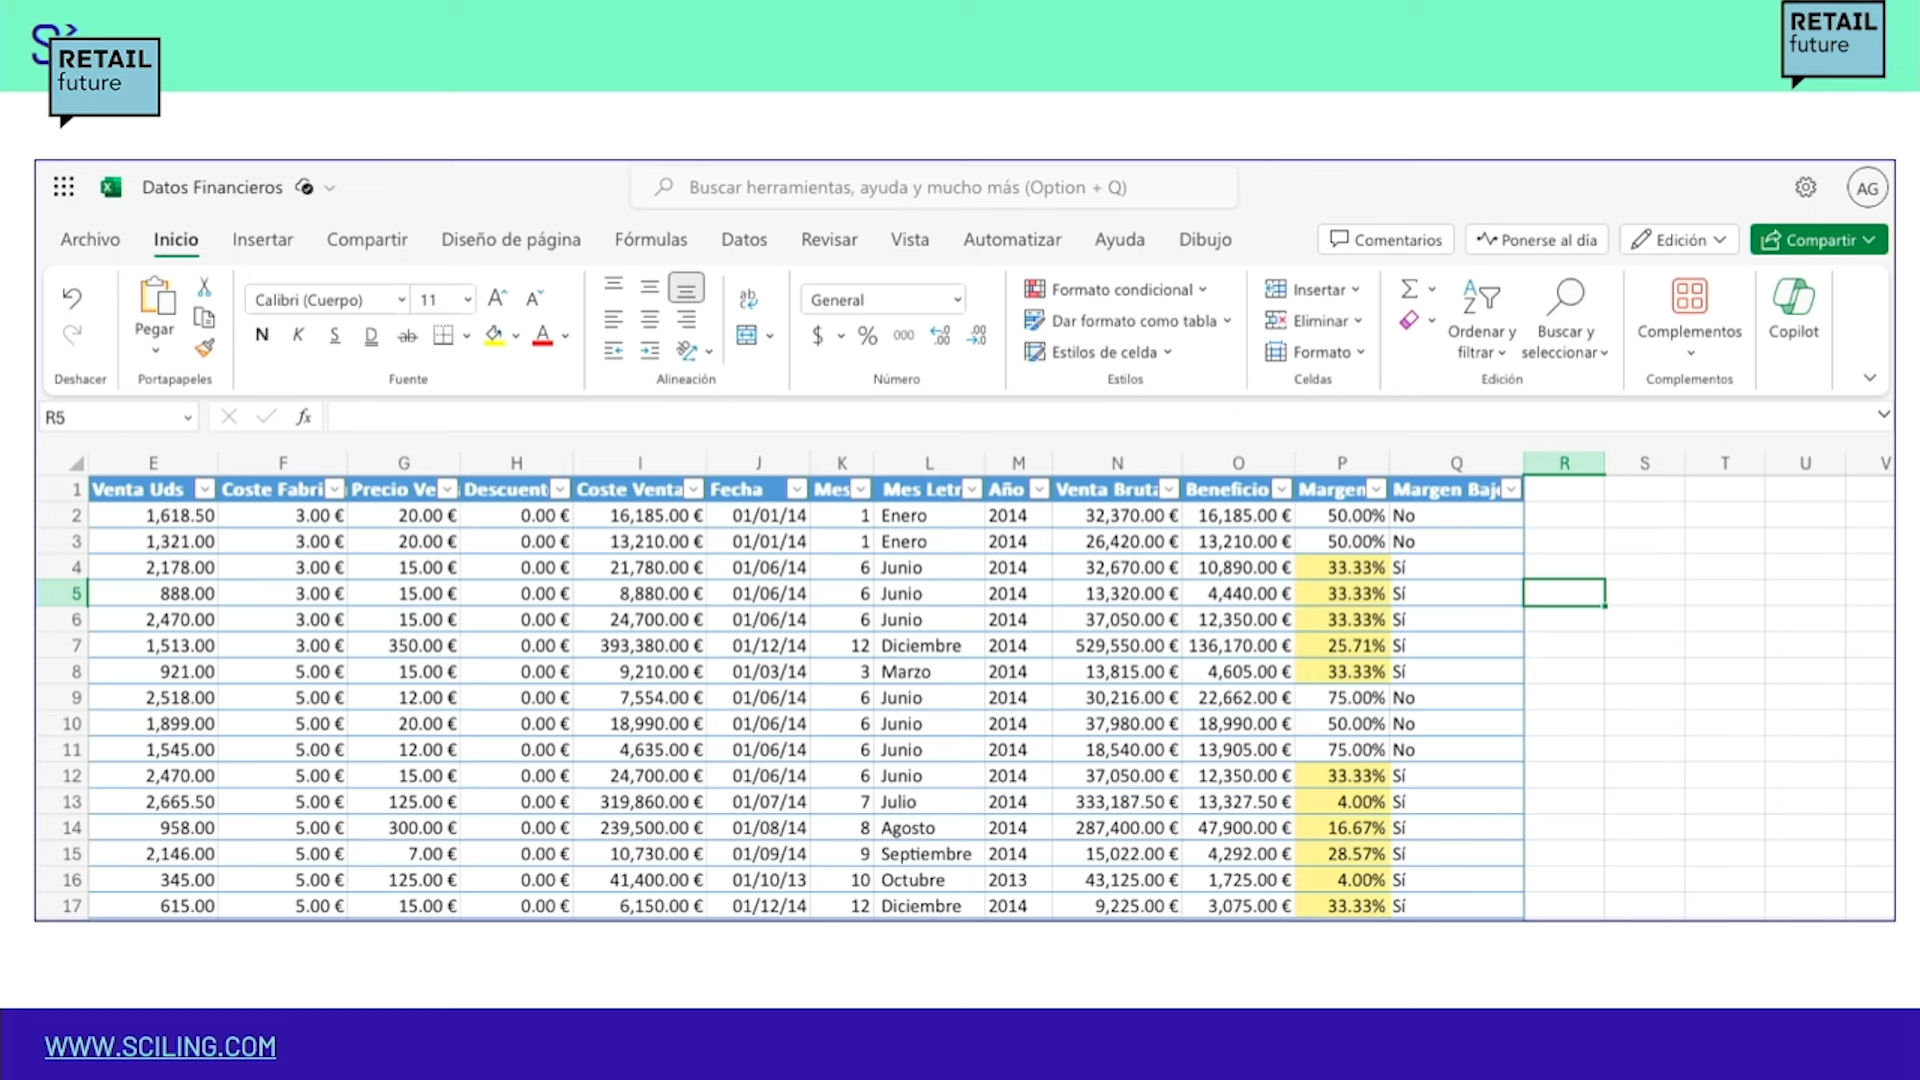 RETAIL
future
RETAIL
future
Datos Financieros
Buscar herramientas, ayuda y mucho más (Option + Q)
AG
Archivo Inicio Insertar Compartir Diseño de página Fórmulas Datos Revisar Vista Automatizar Ayuda Dibujo Comentarios Ponerse al día Edición Compartir
Calibri (Cuerpo) 11 General
Pegar
N K S D ab $ % 000
Formato condicional
Dar formato como tabla
Estilos de celda
Insertar
Eliminar
Formato
Ordenar y
filtrar
Buscar y
seleccionar
Complementos
Copilot
Deshacer Portapapeles Fuente Alineación Número Estilos Celdas Edición Complementos
R5 fx
E F G H I J K L M N O P Q R S T U V
1 Venta Uds Coste Fabri Precio Ve Descuent Coste Venta Fecha Mes Mes Letr Año Venta Bruta Beneficio Margen Margen Bajo
2 1,618.50 3.00 € 20.00 € 0.00 € 16,185.00 € 01/01/14 1 Enero 2014 32,370.00 € 16,185.00 € 50.00% No
3 1,321.00 3.00 € 20.00 € 0.00 € 13,210.00 € 01/01/14 1 Enero 2014 26,420.00 € 13,210.00 € 50.00% No
4 2,178.00 3.00 € 15.00 € 0.00 € 21,780.00 € 01/06/14 6 Junio 2014 32,670.00 € 10,890.00 € 33.33% Sí
5 888.00 3.00 € 15.00 € 0.00 € 8,880.00 € 01/06/14 6 Junio 2014 13,320.00 € 4,440.00 € 33.33% Sí
6 2,470.00 3.00 € 15.00 € 0.00 € 24,700.00 € 01/06/14 6 Junio 2014 37,050.00 € 12,350.00 € 33.33% Sí
7 1,513.00 3.00 € 350.00 € 0.00 € 393,380.00 € 01/12/14 12 Diciembre 2014 529,550.00 € 136,170.00 € 25.71% Sí
8 921.00 5.00 € 15.00 € 0.00 € 9,210.00 € 01/03/14 3 Marzo 2014 13,815.00 € 4,605.00 € 33.33% Sí
9 2,518.00 5.00 € 12.00 € 0.00 € 7,554.00 € 01/06/14 6 Junio 2014 30,216.00 € 22,662.00 € 75.00% No
10 1,899.00 5.00 € 20.00 € 0.00 € 18,990.00 € 01/06/14 6 Junio 2014 37,980.00 € 18,990.00 € 50.00% No
11 1,545.00 5.00 € 12.00 € 0.00 € 4,635.00 € 01/06/14 6 Junio 2014 18,540.00 € 13,905.00 € 75.00% No
12 2,470.00 5.00 € 15.00 € 0.00 € 24,700.00 € 01/06/14 6 Junio 2014 37,050.00 € 12,350.00 € 33.33% Sí
13 2,665.50 5.00 € 125.00 € 0.00 € 319,860.00 € 01/07/14 7 Julio 2014 333,187.50 € 13,327.50 € 4.00% Sí
14 958.00 5.00 € 300.00 € 0.00 € 239,500.00 € 01/08/14 8 Agosto 2014 287,400.00 € 47,900.00 € 16.67% Sí
15 2,146.00 5.00 € 7.00 € 0.00 € 10,730.00 € 01/09/14 9 Septiembre 2014 15,022.00 € 4,292.00 € 28.57% Sí
16 345.00 5.00 € 125.00 € 0.00 € 41,400.00 € 01/10/13 10 Octubre 2013 43,125.00 € 1,725.00 € 4.00% Sí
17 615.00 5.00 € 15.00 € 0.00 € 6,150.00 € 01/12/14 12 Diciembre 2014 9,225.00 € 3,075.00 € 33.33% Sí
WWW.SCILING.COM